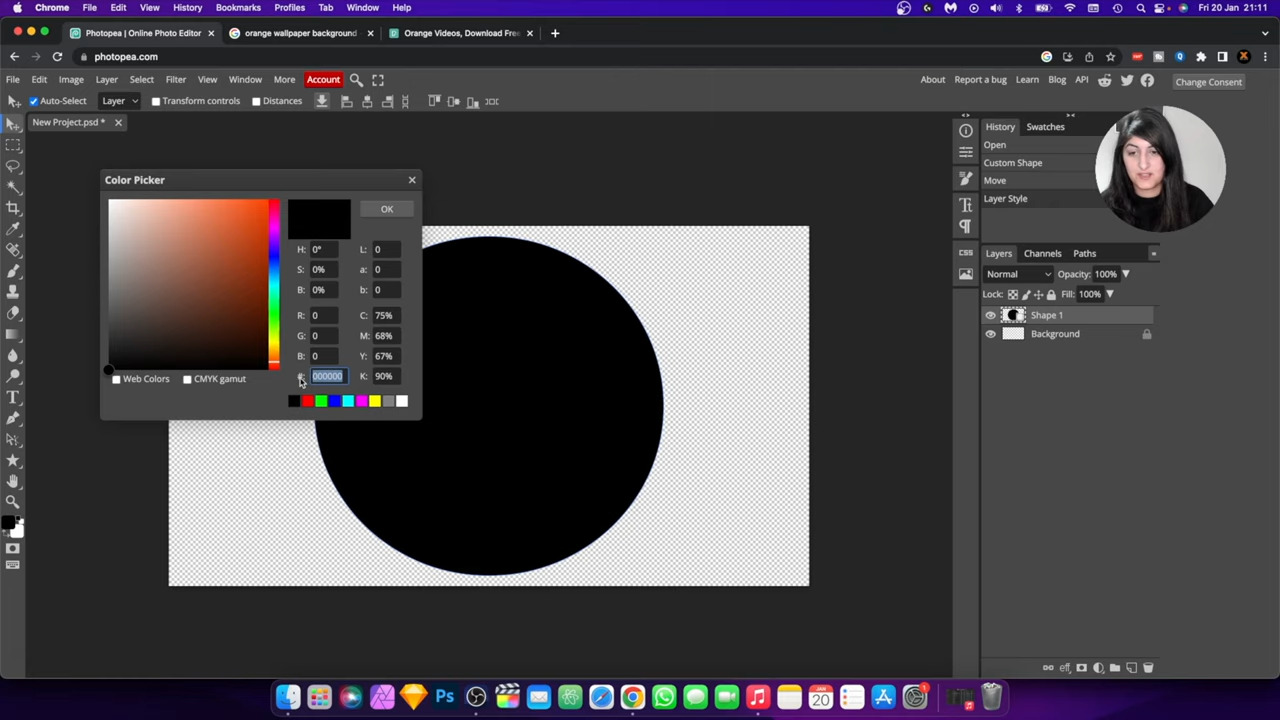 Chrome File Edit View History Bookmarks Profiles Tab Window Help Fri 20 Jan 21:11
Photopea | Online Photo Editor orange wallpaper background - Orange Videos, Download Free
photopea.com
File Edit Image Layer Select Filter View Window More Account About Report a bug Learn Blog API Change Consent
Auto-Select Layer Transform controls Distances
New Project.psd * History Swatches
Open
Custom Shape
Move
Layer Style
Color Picker
OK
H: 0° L: 0
S: 0% a: 0
B: 0% b: 0
R: 0 C: 75%
G: 0 M: 68%
B: 0 Y: 67%
#: 000000 K: 90%
Web Colors CMYK gamut
CSS
Layers Channels Paths
Normal Opacity: 100%
Lock: Fill: 100%
Shape 1
Background
eff
Ps
JAN
20
1